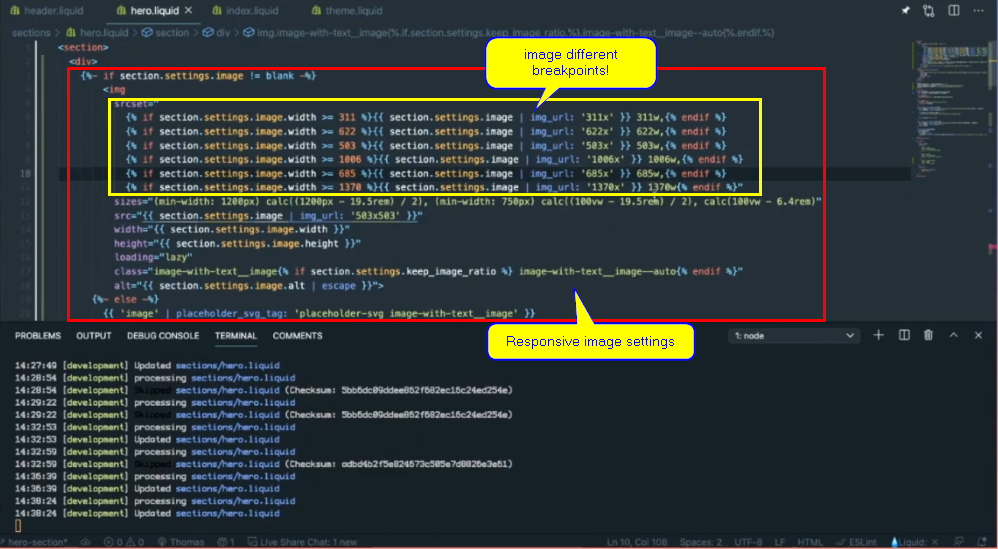 header.liquid hero.liquid index.liquid theme.liquid
sections > hero.liquid > section > div > img.image-with-text__image{%.if.section.settings.keep_image_ratio.%}.image-with-text__image--auto{%.endif.%}
image different
breakpoints!
<section>
<div>
{%- if section.settings.image != blank -%}
<img
srcset="
{% if section.settings.image.width >= 311 %}{{ section.settings.image | img_url: '311x' }} 311w,{% endif %}
{% if section.settings.image.width >= 622 %}{{ section.settings.image | img_url: '622x' }} 622w,{% endif %}
{% if section.settings.image.width >= 503 %}{{ section.settings.image | img_url: '503x' }} 503w,{% endif %}
{% if section.settings.image.width >= 1006 %}{{ section.settings.image | img_url: '1006x' }} 1006w,{% endif %}
10 {% if section.settings.image.width >= 685 %}{{ section.settings.image | img_url: '685x' }} 685w,{% endif %}
{% if section.settings.image.width >= 1370 %}{{ section.settings.image | img_url: '1370x' }} 1370w{% endif %}"
sizes="(min-width: 1200px) calc((1200px - 19.5rem) / 2), (min-width: 750px) calc((100vw - 19.5rem) / 2), calc(100vw - 6.4rem)"
src="{{ section.settings.image | img_url: '503x503' }}"
width="{{ section.settings.image.width }}"
height="{{ section.settings.image.height }}"
loading="lazy"
class="image-with-text__image{% if section.settings.keep_image_ratio %} image-with-text__image--auto{% endif %}"
alt="{{ section.settings.image.alt | escape }}">
{%- else -%}
{{ 'image' | placeholder_svg_tag: 'placeholder-svg image-with-text__image' }}
Responsive image settings
PROBLEMS OUTPUT DEBUG CONSOLE TERMINAL COMMENTS 1: node
14:27:49 [development] Updated sections/hero.liquid
14:28:54 [development] processing sections/hero.liquid
14:28:54 [development] Skipped sections/hero.liquid (Checksum: 5bb6dc09ddee862f682ec16c24ed254e)
14:29:22 [development] processing sections/hero.liquid
14:29:22 [development] Skipped sections/hero.liquid (Checksum: 5bb6dc09ddee862f682ec16c24ed254e)
14:32:53 [development] processing sections/hero.liquid
14:32:53 [development] Updated sections/hero.liquid
14:32:59 [development] processing sections/hero.liquid
14:32:59 [development] Skipped sections/hero.liquid (Checksum: adbd4b2f5e824673c505e7d8826e3e61)
14:36:39 [development] processing sections/hero.liquid
14:36:39 [development] Updated sections/hero.liquid
14:38:24 [development] processing sections/hero.liquid
14:38:24 [development] Updated sections/hero.liquid
hero-section* 0 0 Thomas 1 Live Share Chat: 1 new Ln 10, Col 106 Spaces: 2 UTF-8 LF HTML ESLint Liquid: